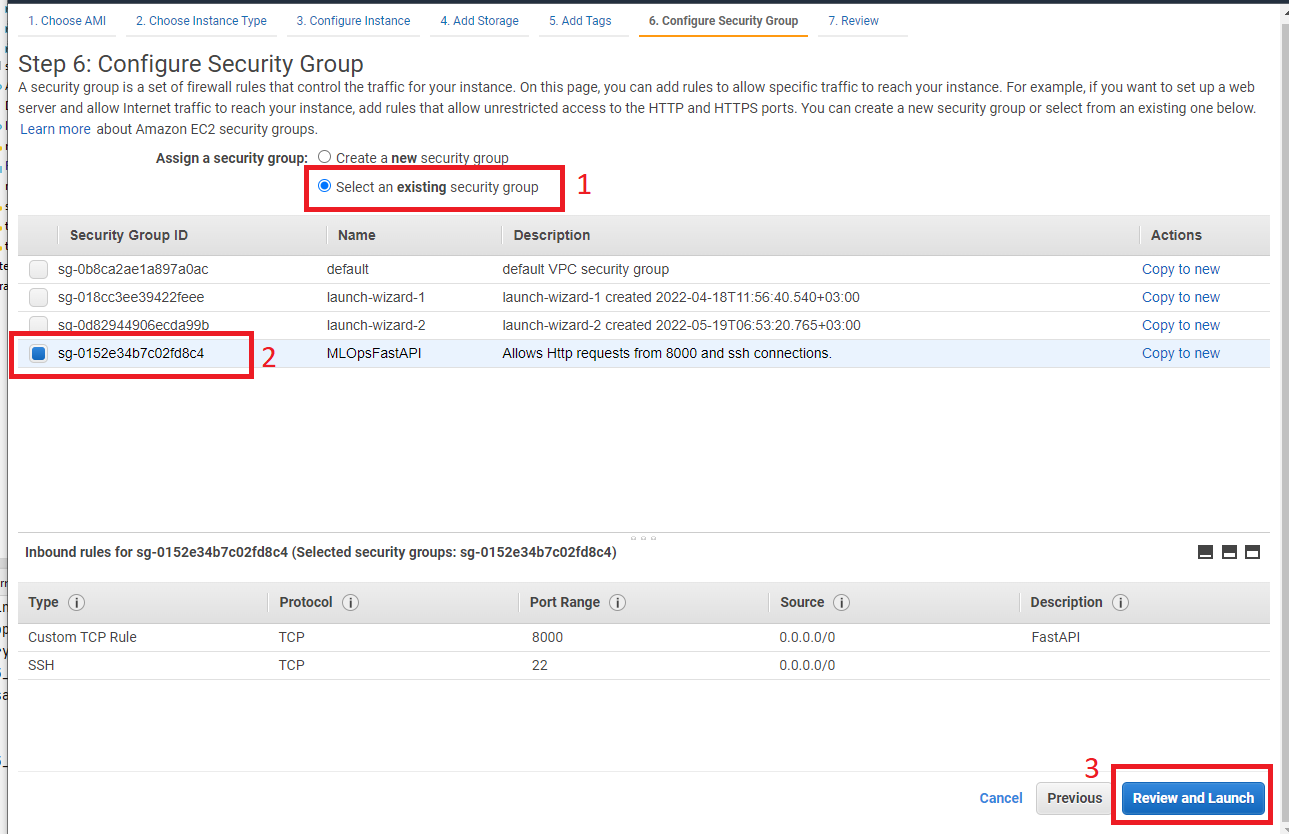 1. Choose AMI 2. Choose Instance Type 3. Configure Instance 4. Add Storage 5. Add Tags 6. Configure Security Group 7. Review
Step 6: Configure Security Group
A security group is a set of firewall rules that control the traffic for your instance. On this page, you can add rules to allow specific traffic to reach your instance. For example, if you want to set up a web
server and allow Internet traffic to reach your instance, add rules that allow unrestricted access to the HTTP and HTTPS ports. You can create a new security group or select from an existing one below.
Learn more about Amazon EC2 security groups.
Assign a security group: Create a new security group
Select an existing security group 1
Security Group ID Name Description Actions
sg-0b8ca2ae1a897a0ac default default VPC security group Copy to new
sg-018cc3ee39422feee launch-wizard-1 launch-wizard-1 created 2022-04-18T11:56:40.540+03:00 Copy to new
sg-0d82944906ecda99b launch-wizard-2 launch-wizard-2 created 2022-05-19T06:53:20.765+03:00 Copy to new
sg-0152e34b7c02fd8c4 2 MLOpsFastAPI Allows Http requests from 8000 and ssh connections. Copy to new
Inbound rules for sg-0152e34b7c02fd8c4 (Selected security groups: sg-0152e34b7c02fd8c4)
Type Protocol Port Range Source Description
Custom TCP Rule TCP 8000 0.0.0.0/0 FastAPI
SSH TCP 22 0.0.0.0/0
3
Cancel Previous Review and Launch